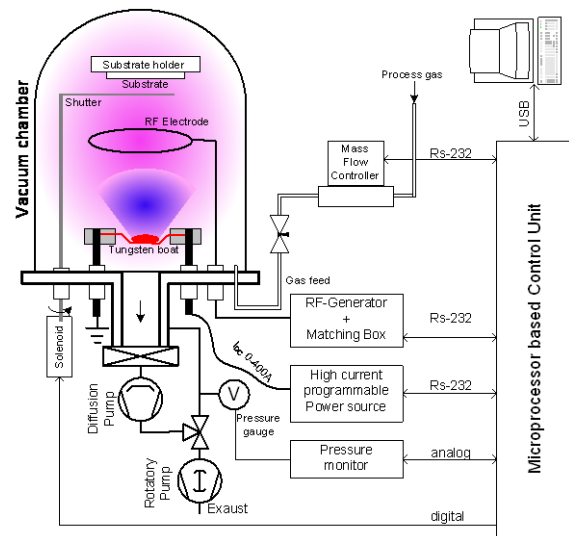 Substrate holder
Substrate
Shutter
RF Electrode
Vacuum chamber
Tungsten boat
Process gas
USB
Mass
Flow
Controller
Rs-232
Gas feed
RF-Generator
+
Matching Box
Rs-232
Solenoid
I_DC 0-400A
High current
programmable
Power source
Rs-232
Diffusion
Pump
V
Pressure
gauge
Pressure
monitor
analog
Rotatory
Pump
Exaust
digital
Microprocessor based Control Unit